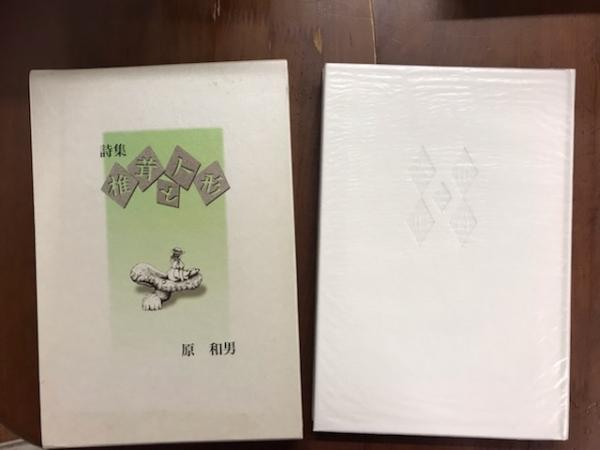 詩集
椎茸と人形
原 和男